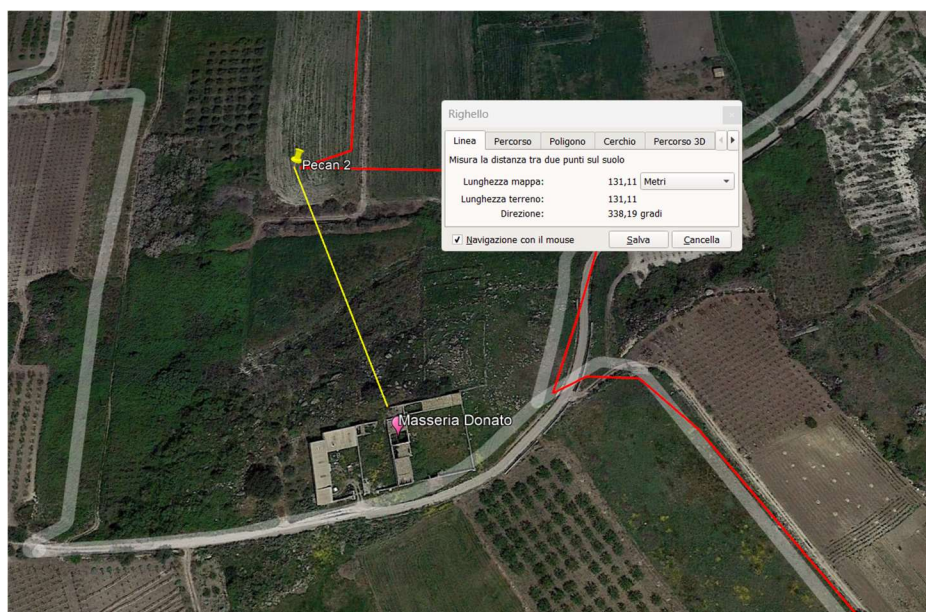 Righello
Linea Percorso Poligono Cerchio Percorso 3D
Misura la distanza tra due punti sul suolo
Lunghezza mappa: 131,11 Metri
Lunghezza terreno: 131,11
Direzione: 338,19 gradi
Navigazione con il mouse Salva Cancella
Pecan 2
Masseria Donato